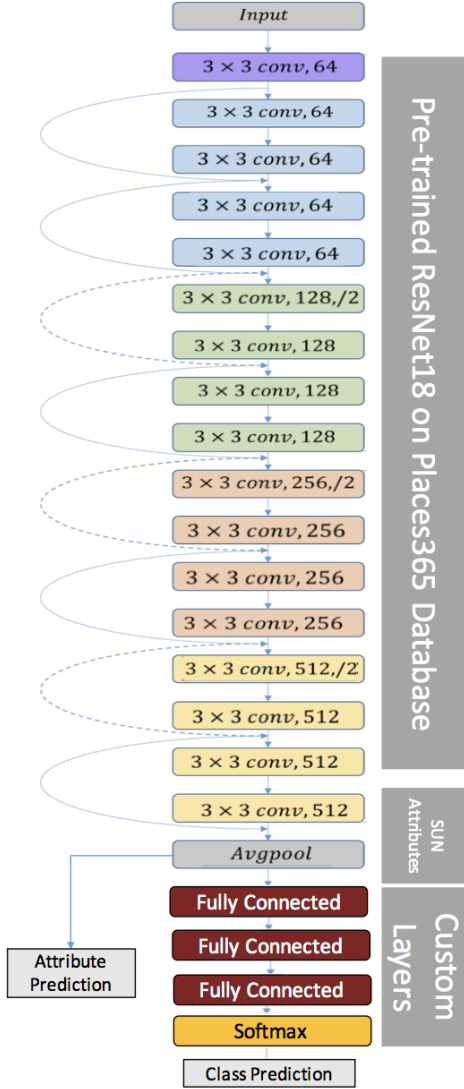 Input
3 × 3 conv, 64
3 × 3 conv, 64
3 × 3 conv, 64
3 × 3 conv, 64
3 × 3 conv, 64
3 × 3 conv, 128,/2
3 × 3 conv, 128
3 × 3 conv, 128
3 × 3 conv, 128
3 × 3 conv, 256,/2
3 × 3 conv, 256
3 × 3 conv, 256
3 × 3 conv, 256
3 × 3 conv, 512,/2
3 × 3 conv, 512
3 × 3 conv, 512
3 × 3 conv, 512
Avgpool
Fully Connected
Fully Connected
Fully Connected
Softmax
Class Prediction
Attribute
Prediction
Pre-trained ResNet18 on Places365 Database
SUN
Attributes
Custom
Layers